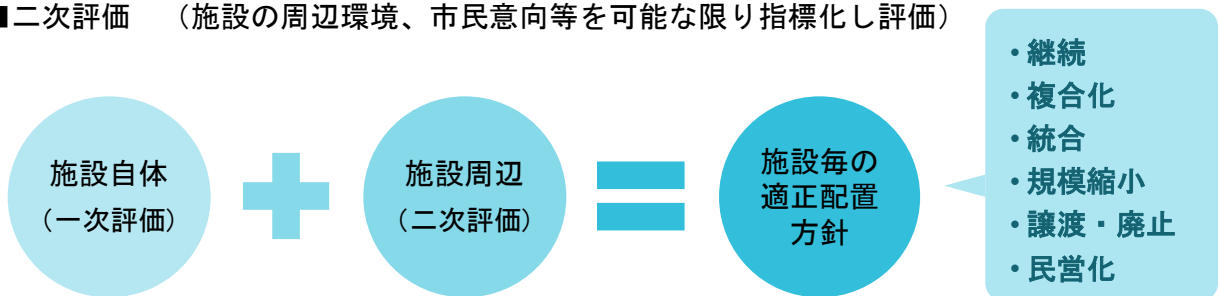 ■二次評価　（施設の周辺環境、市民意向等を可能な限り指標化し評価）
施設自体
（一次評価）
施設周辺
（二次評価）
施設毎の
適正配置
方針
・継続
・複合化
・統合
・規模縮小
・譲渡・廃止
・民営化